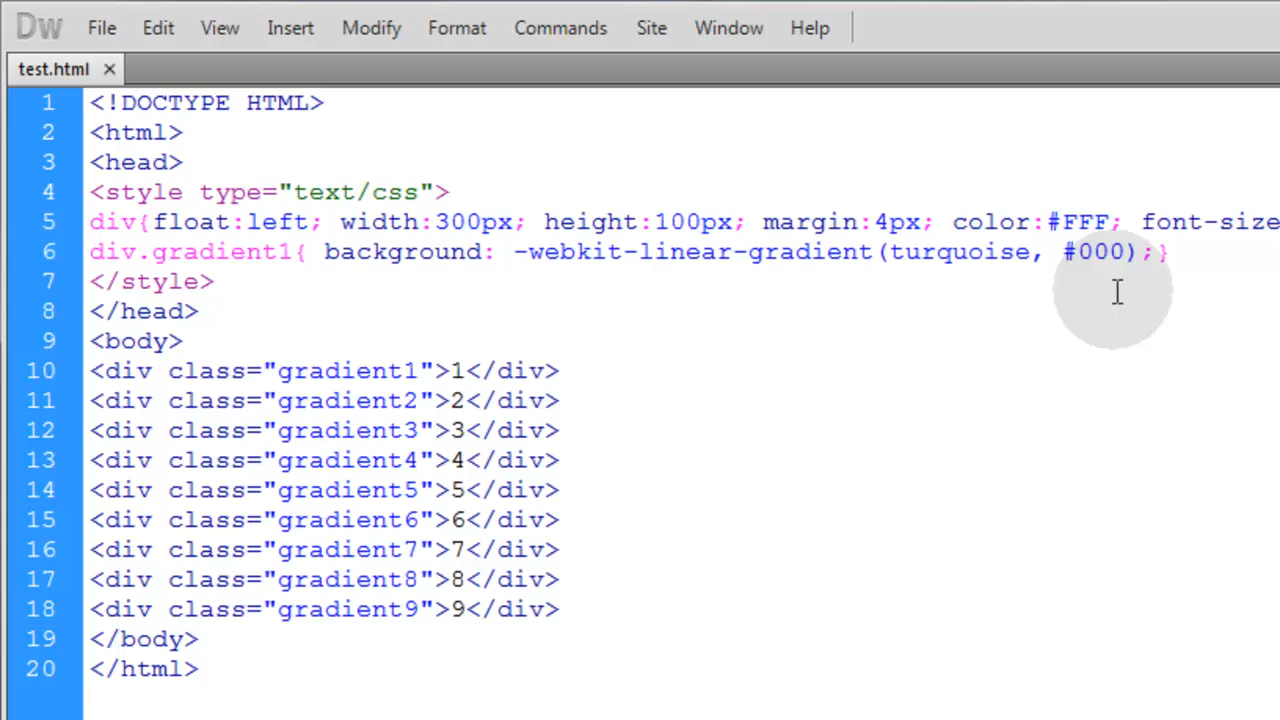 Dw File Edit View Insert Modify Format Commands Site Window Help
test.html ×
1 <!DOCTYPE HTML>
2 <html>
3 <head>
4 <style type="text/css">
5 div{float:left; width:300px; height:100px; margin:4px; color:#FFF; font-size
6 div.gradient1{ background: -webkit-linear-gradient(turquoise, #000);}
7 </style>
8 </head>
9 <body>
10 <div class="gradient1">1</div>
11 <div class="gradient2">2</div>
12 <div class="gradient3">3</div>
13 <div class="gradient4">4</div>
14 <div class="gradient5">5</div>
15 <div class="gradient6">6</div>
16 <div class="gradient7">7</div>
17 <div class="gradient8">8</div>
18 <div class="gradient9">9</div>
19 </body>
20 </html>